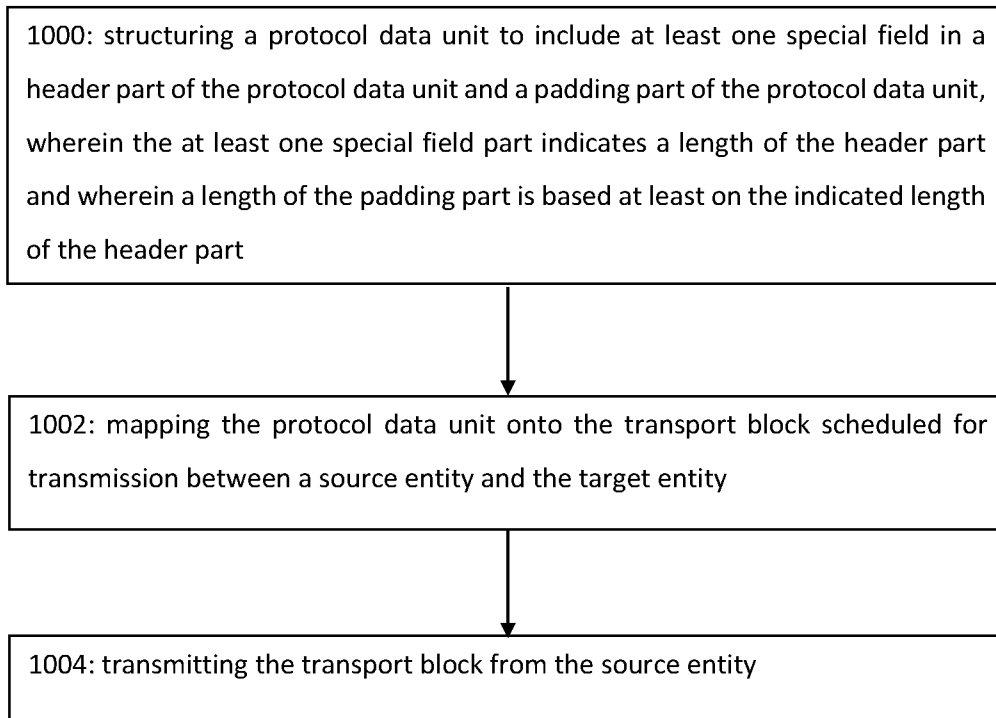 1000: structuring a protocol data unit to include at least one special field in a
header part of the protocol data unit and a padding part of the protocol data unit,
wherein the at least one special field part indicates a length of the header part
and wherein a length of the padding part is based at least on the indicated length
of the header part
1002: mapping the protocol data unit onto the transport block scheduled for
transmission between a source entity and the target entity
1004: transmitting the transport block from the source entity